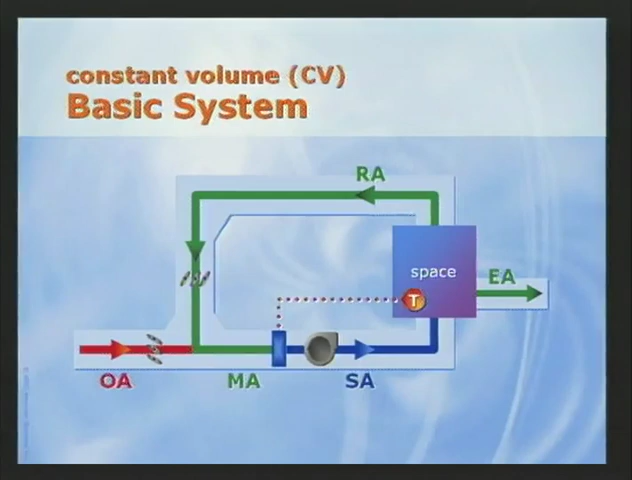 constant volume (CV)
Basic System
RA
space
EA
T
OA
MA
SA